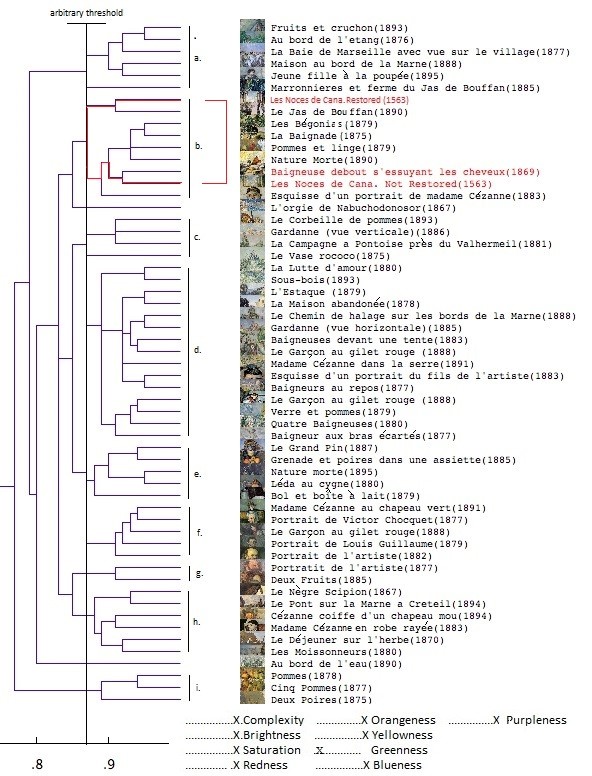 arbitrary threshold
Fruits et cruchon(1893)
Au bord de l'etang(1876)
La Baie de Marseille avec vue sur le village(1877)
a.
Maison au bord de la Marne(1888)
Jeune fille à la poupée(1895)
Marronnieres et ferme du Jas de Bouffan(1885)
Les Noces de Cana.Restored (1563)
Le Jas de Bouffan(1890)
Les Bégonias(1879)
La Baignade(1875)
b.
Pommes et linge(1879)
Nature Morte(1890)
Baigneuse debout s'essuyant les cheveux(1869)
Les Noces de Cana. Not Restored(1563)
Esquisse d'un portrait de madame Cézanne(1883)
L'orgie de Nabuchodonosor(1867)
Le Corbeille de pommes(1893)
c.
Gardanne (vue verticale)(1886)
La Campagne a Pontoise près du Valhermeil(1881)
Le Vase rococo(1875)
La Lutte d'amour(1880)
Sous-bois(1893)
L'Estaque (1879)
La Maison abandonée(1878)
Le Chemin de halage sur les bords de la Marne(1888)
Gardanne (vue horizontale)(1885)
Baigneuses devant une tente(1883)
d.
Le Garçon au gilet rouge (1888)
Madame Cézanne dans la serre(1891)
Esquisse d'un portrait du fils de l'artiste(1883)
Baigneurs au repos(1877)
Le Garçon au gilet rouge (1888)
Verre et pommes(1879)
Quatre Baigneuses(1880)
Baigneur aux bras écartés(1877)
Le Grand Pin(1887)
Grenade et poires dans une assiette(1885)
e.
Nature morte(1895)
Léda au cygne(1880)
Bol et boîte à lait(1879)
Madame Cézanne au chapeau vert(1891)
Portrait de Victor Chocquet(1877)
f.
Le Garçon au gilet rouge(1888)
Portrait de Louis Guillaume(1879)
Portrait de l'artiste(1882)
g.
Portratit de l'artiste(1877)
Deux Fruits(1885)
Le Nègre Scipion(1867)
Le Pont sur la Marne a Creteil(1894)
Cézanne coiffe d'un chapeau mou(1894)
h.
Madame Cézanne en robe rayée(1883)
Le Déjeuner sur l'herbe(1870)
Les Moissonneurs(1880)
Au bord de l'eau(1890)
Pommes(1878)
i.
Cinq Pommes(1877)
Deux Poires(1875)
...............X.Complexity ..............X Orangeness ..............X Purpleness
...............X.Brightness ...............X Yellowness
...............X Saturation .X............ Greenness
.............. .X Redness ...............X Blueness
.8 .9